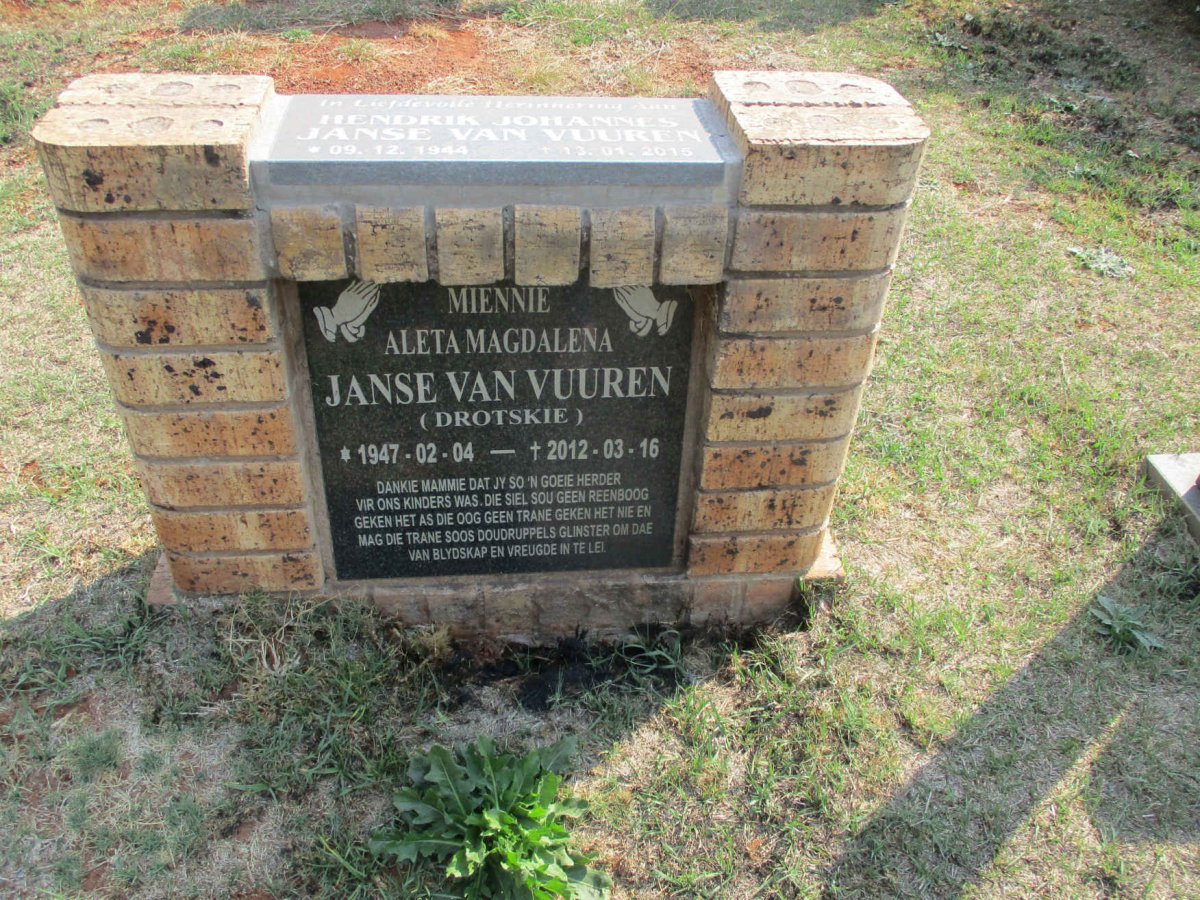 In Liefdevolle Herinnering Aan
HENDRIK JOHANNES
JANSE VAN VUUREN
* 09. 12. 1944 † 13. 01. 2015
MIENNIE
ALETA MAGDALENA
JANSE VAN VUUREN
( DROTSKIE )
* 1947 - 02 - 04 — † 2012 - 03 - 16
DANKIE MAMMIE DAT JY SO 'N GOEIE HERDER
VIR ONS KINDERS WAS. DIE SIEL SOU GEEN REENBOOG
GEKEN HET AS DIE OOG GEEN TRANE GEKEN HET NIE EN
MAG DIE TRANE SOOS DOUDRUPPELS GLINSTER OM DAE
VAN BLYDSKAP EN VREUGDE IN TE LEI.